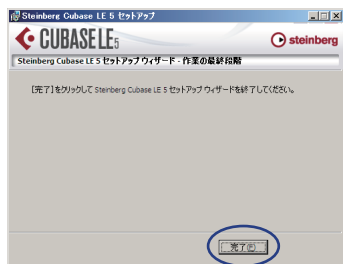 Steinberg Cubase LE 5 セットアップ
CUBASE LE5
steinberg
Steinberg Cubase LE 5 セットアップ ウィザード - 作業の最終段階
[完了]をクリックして Steinberg Cubase LE 5 セットアップ ウィザードを終了してください。
完了(F)